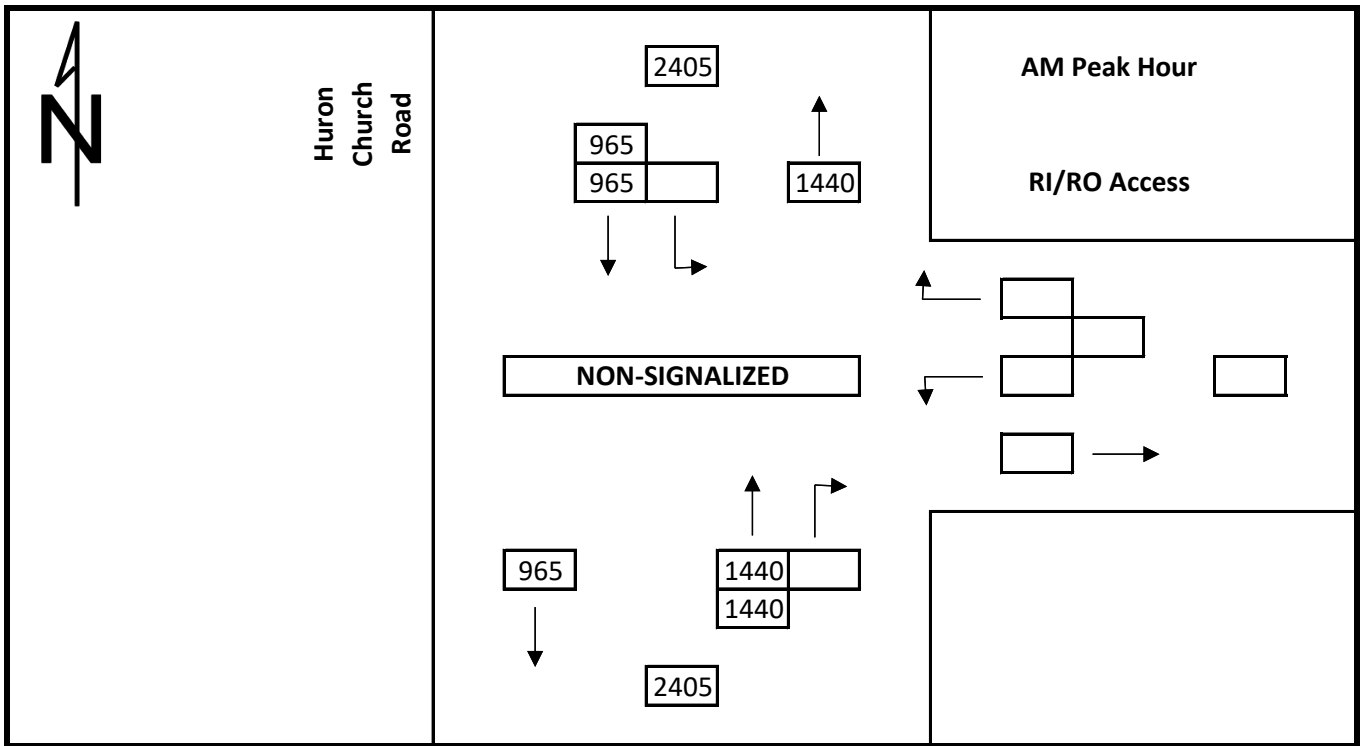 N
Huron
Church
Road
2405
AM Peak Hour
965
965
1440
RI/RO Access
NON-SIGNALIZED
965
1440
1440
2405